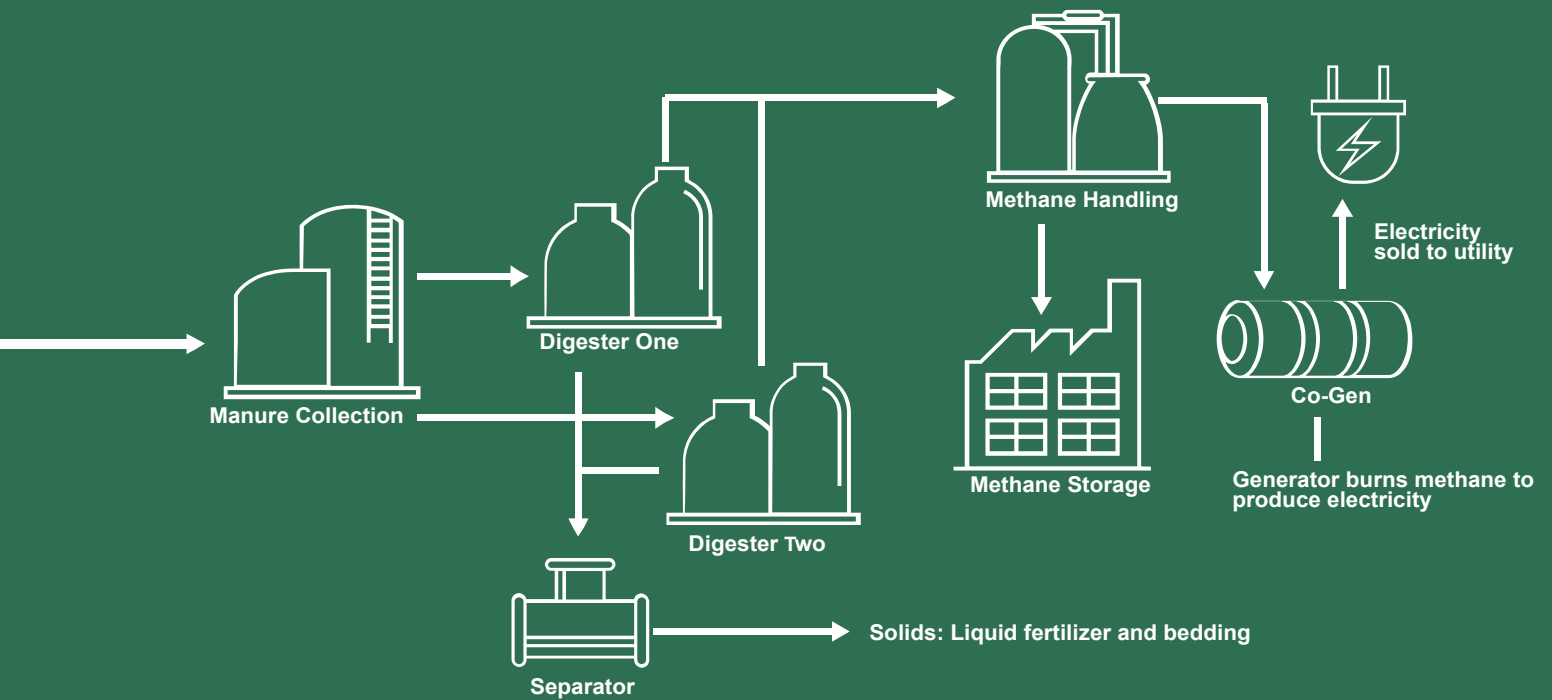 Methane Handling
Electricity
sold to utility
Digester One
Co-Gen
Manure Collection
Methane Storage
Generator burns methane to
produce electricity
Digester Two
Solids: Liquid fertilizer and bedding
Separator